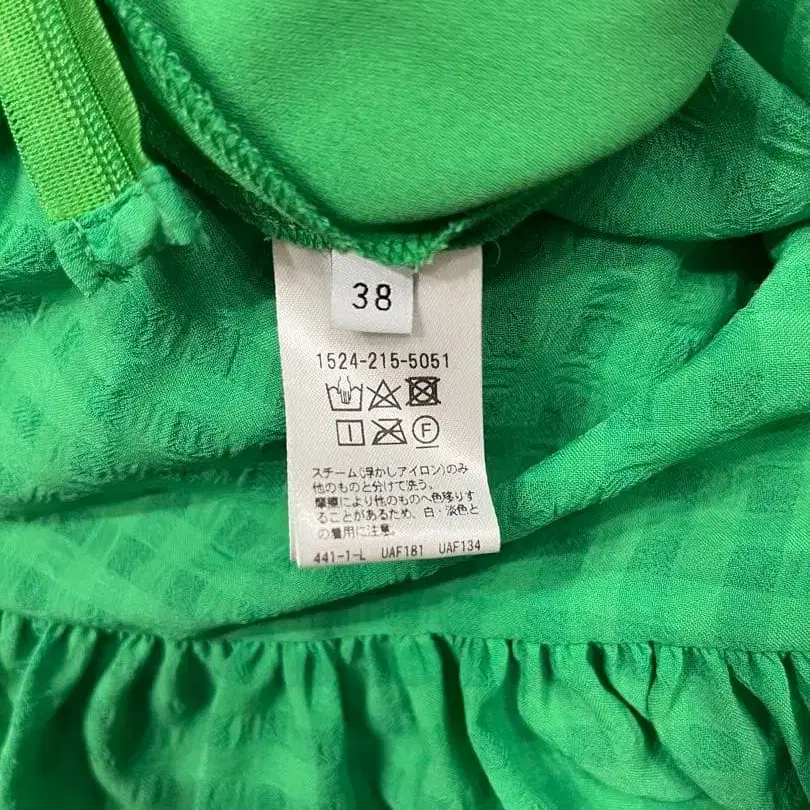 38
1524-215-5051
F
スチーム(浮かしアイロン)のみ
他のものと分けて洗う。
摩擦により他のものへ色移りす
ることがあるため、白・淡色と
の着用に注意。
441-1-L UAF181 UAF134